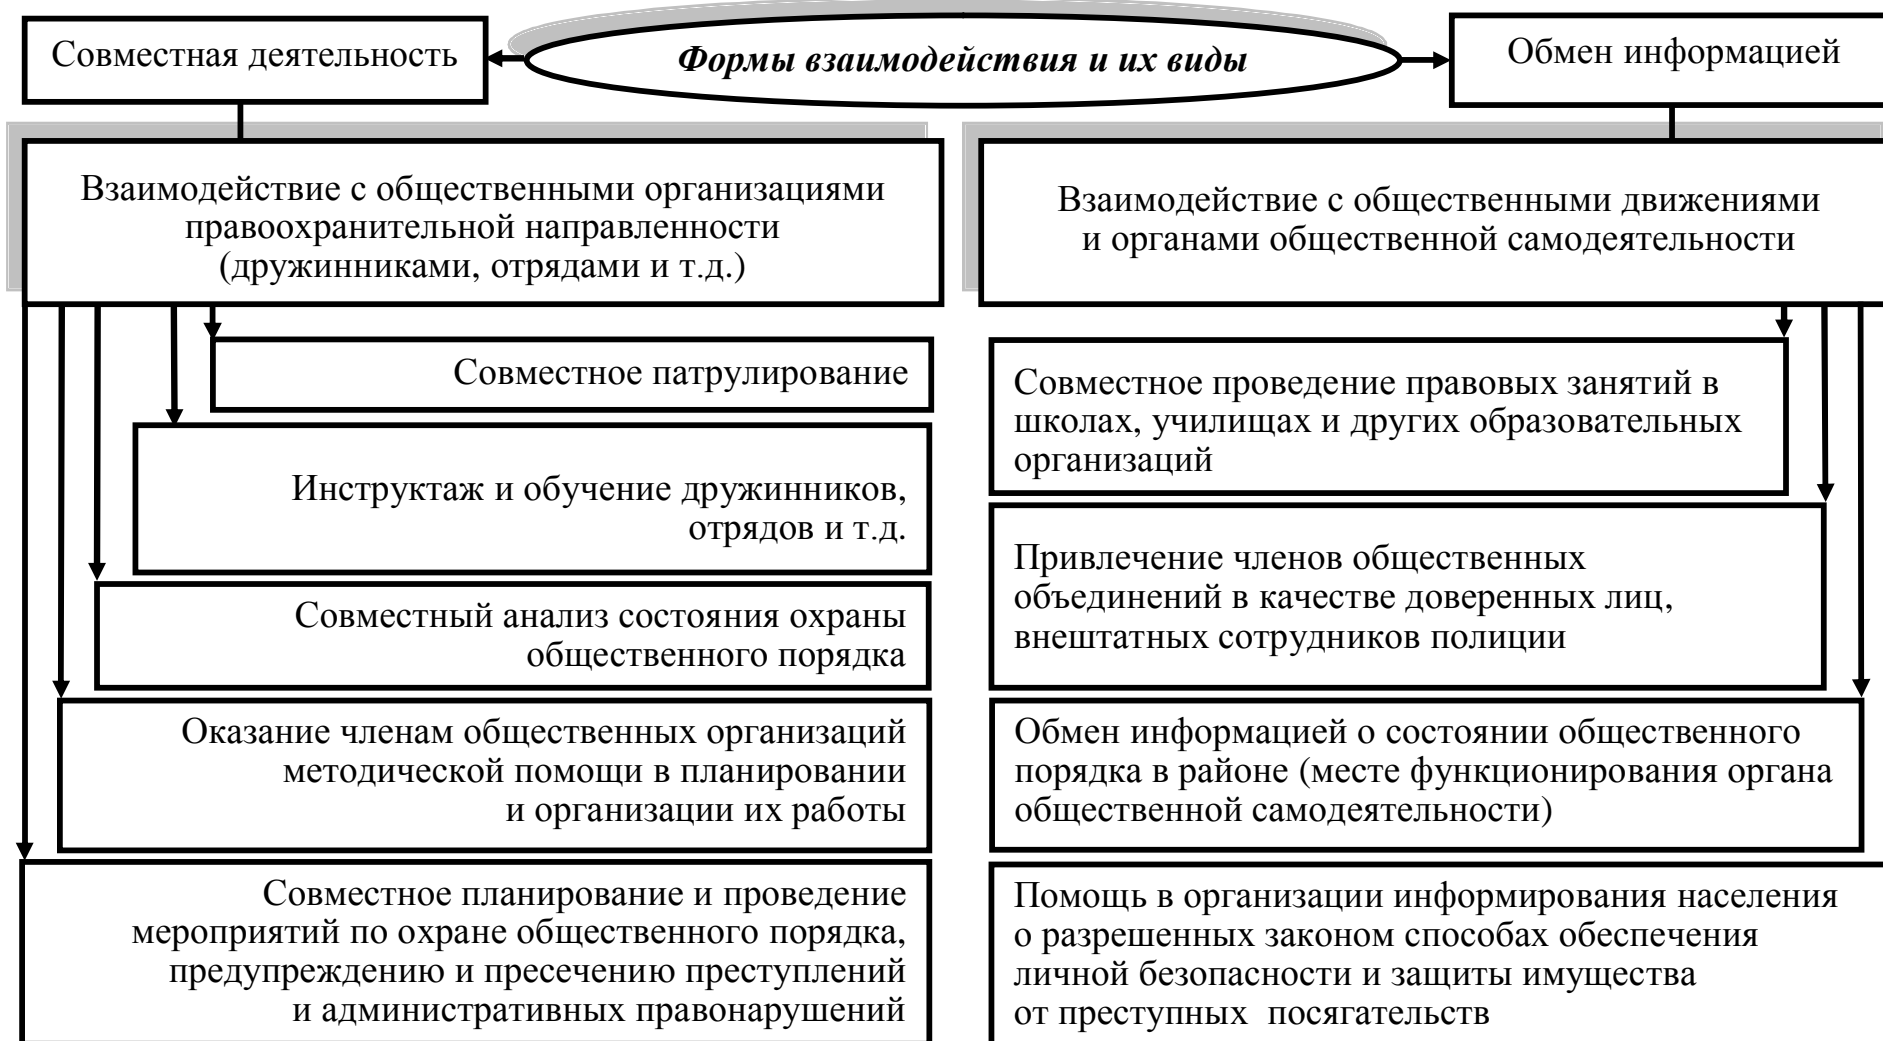 Формы взаимодействия и их виды
Совместная деятельность
Взаимодействие с общественными организациями
правоохранительной направленности
(дружинниками, отрядами и т.д.)
Совместное патрулирование
Инструктаж и обучение дружинников,
отрядов и т.д.
Совместный анализ состояния охраны
общественного порядка
Оказание членам общественных организаций
методической помощи в планировании
и организации их работы
Совместное планирование и проведение
мероприятий по охране общественного порядка,
предупреждению и пресечению преступлений
и административных правонарушений
Обмен информацией
Взаимодействие с общественными движениями
и органами общественной самодеятельности
Совместное проведение правовых занятий в
школах, училищах и других образовательных
организаций
Привлечение членов общественных
объединений в качестве доверенных лиц,
внештатных сотрудников полиции
Обмен информацией о состоянии общественного
порядка в районе (месте функционирования органа
общественной самодеятельности)
Помощь в организации информирования населения
о разрешенных законом способах обеспечения
личной безопасности и защиты имущества
от преступных посягательств